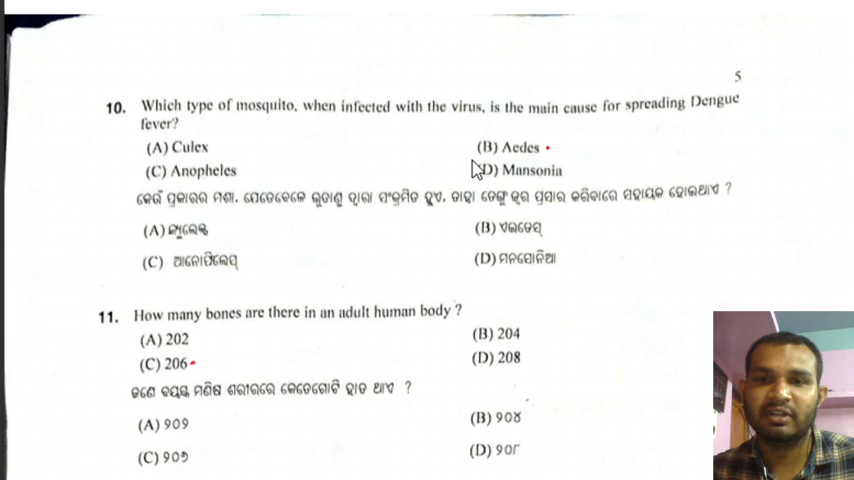 5
10. Which type of mosquito, when infected with the virus, is the main cause for spreading Dengue
fever?
(A) Culex (B) Aedes
(C) Anopheles (D) Mansonia
କେଉଁ ପ୍ରକାରର ମଶା, ଯେତେବେଳେ ଭୂତାଣୁ ଦ୍ୱାରା ସଂକ୍ରମିତ ହୁଏ, ତାହା ଡେଙ୍ଗୁ ଜ୍ୱର ପ୍ରସାର କରିବାରେ ସହାୟକ ହୋଇଥାଏ ?
(A) କ୍ୟୁଲେକ୍ସ (B) ଏଇଡେସ୍
(C) ଆନୋଫିଲେସ୍ (D) ମନସୋନିଆ
11. How many bones are there in an adult human body ?
(A) 202 (B) 204
(C) 206 (D) 208
ଜଣେ ବୟସ୍କ ମଣିଷ ଶରୀରରେ କେତେଗୋଟି ହାଡ ଥାଏ ?
(A) ୨୦୨ (B) ୨୦୪
(C) ୨୦୬ (D) ୨୦୮